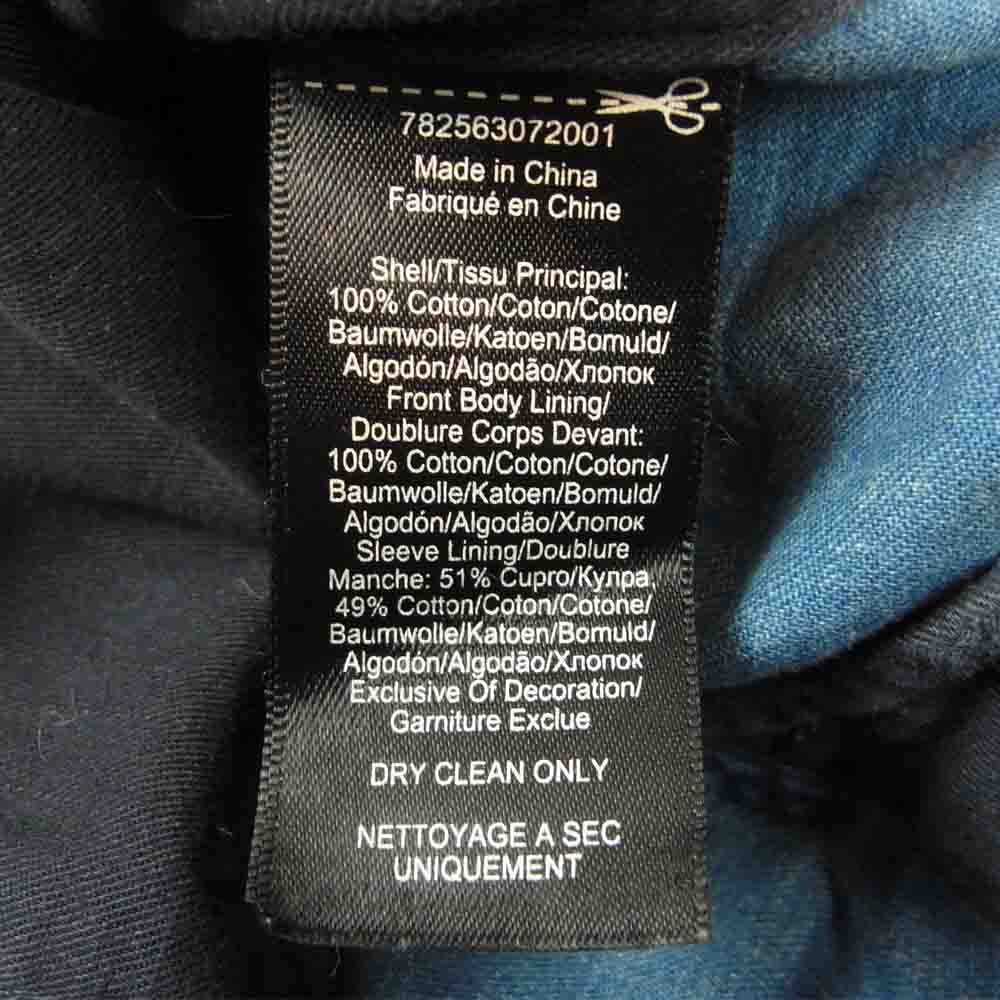 782563072001
Made in China
Fabriqué en Chine
Shell/Tissu Principal:
100% Cotton/Coton/Cotone/
Baumwolle/Katoen/Bomuld/
Algodón/Algodão/Хлопок
Front Body Lining/
Doublure Corps Devant:
100% Cotton/Coton/Cotone/
Baumwolle/Katoen/Bomuld/
Algodón/Algodão/Хлопок
Sleeve Lining/Doublure
Manche: 51% Cupro/Купра,
49% Cotton/Coton/Cotone/
Baumwolle/Katoen/Bomuld/
Algodón/Algodão/Хлопок
Exclusive Of Decoration/
Garniture Exclue
DRY CLEAN ONLY
NETTOYAGE A SEC
UNIQUEMENT